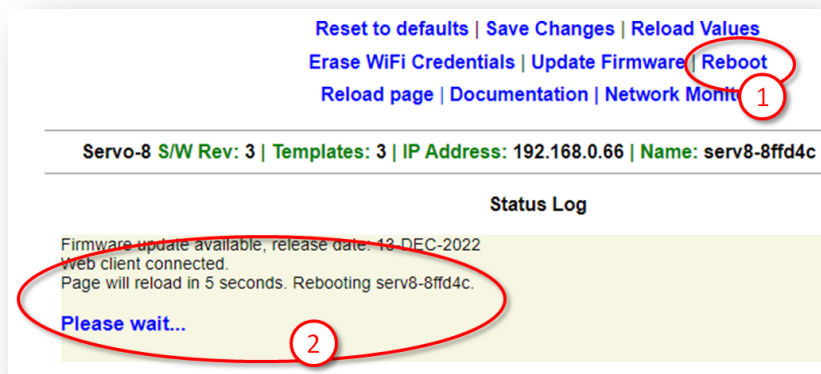 Reset to defaults | Save Changes | Reload Values
Erase WiFi Credentials | Update Firmware | Reboot
Reload page | Documentation | Network
1
Servo-8 S/W Rev: 3 | Templates: 3 | IP Address: 192.168.0.66 | Name: serv8-8ffd4c
Status Log
Firmware update available, release date: 13-DEC-2022
Web client connected.
Page will reload in 5 seconds. Rebooting serv8-8ffd4c.
Please wait...
2